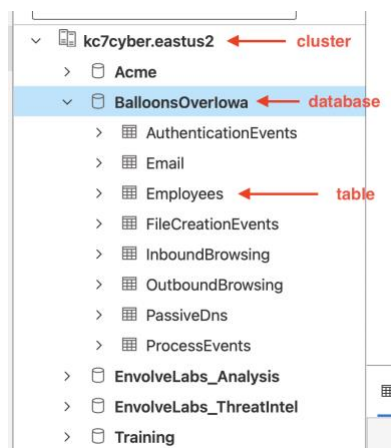 kc7cyber.eastus2 cluster
Acme
BalloonsOverIowa database
AuthenticationEvents
Email
Employees table
FileCreationEvents
InboundBrowsing
OutboundBrowsing
PassiveDns
ProcessEvents
EnvolveLabs_Analysis
EnvolveLabs_ThreatIntel
Training